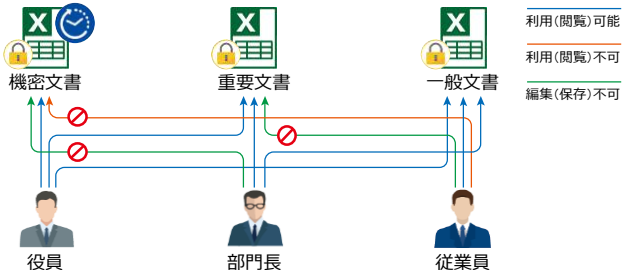 X
X
X
機密文書
重要文書
一般文書
利用(閲覧)可能
利用(閲覧)不可
編集(保存)不可
役員
部門長
従業員